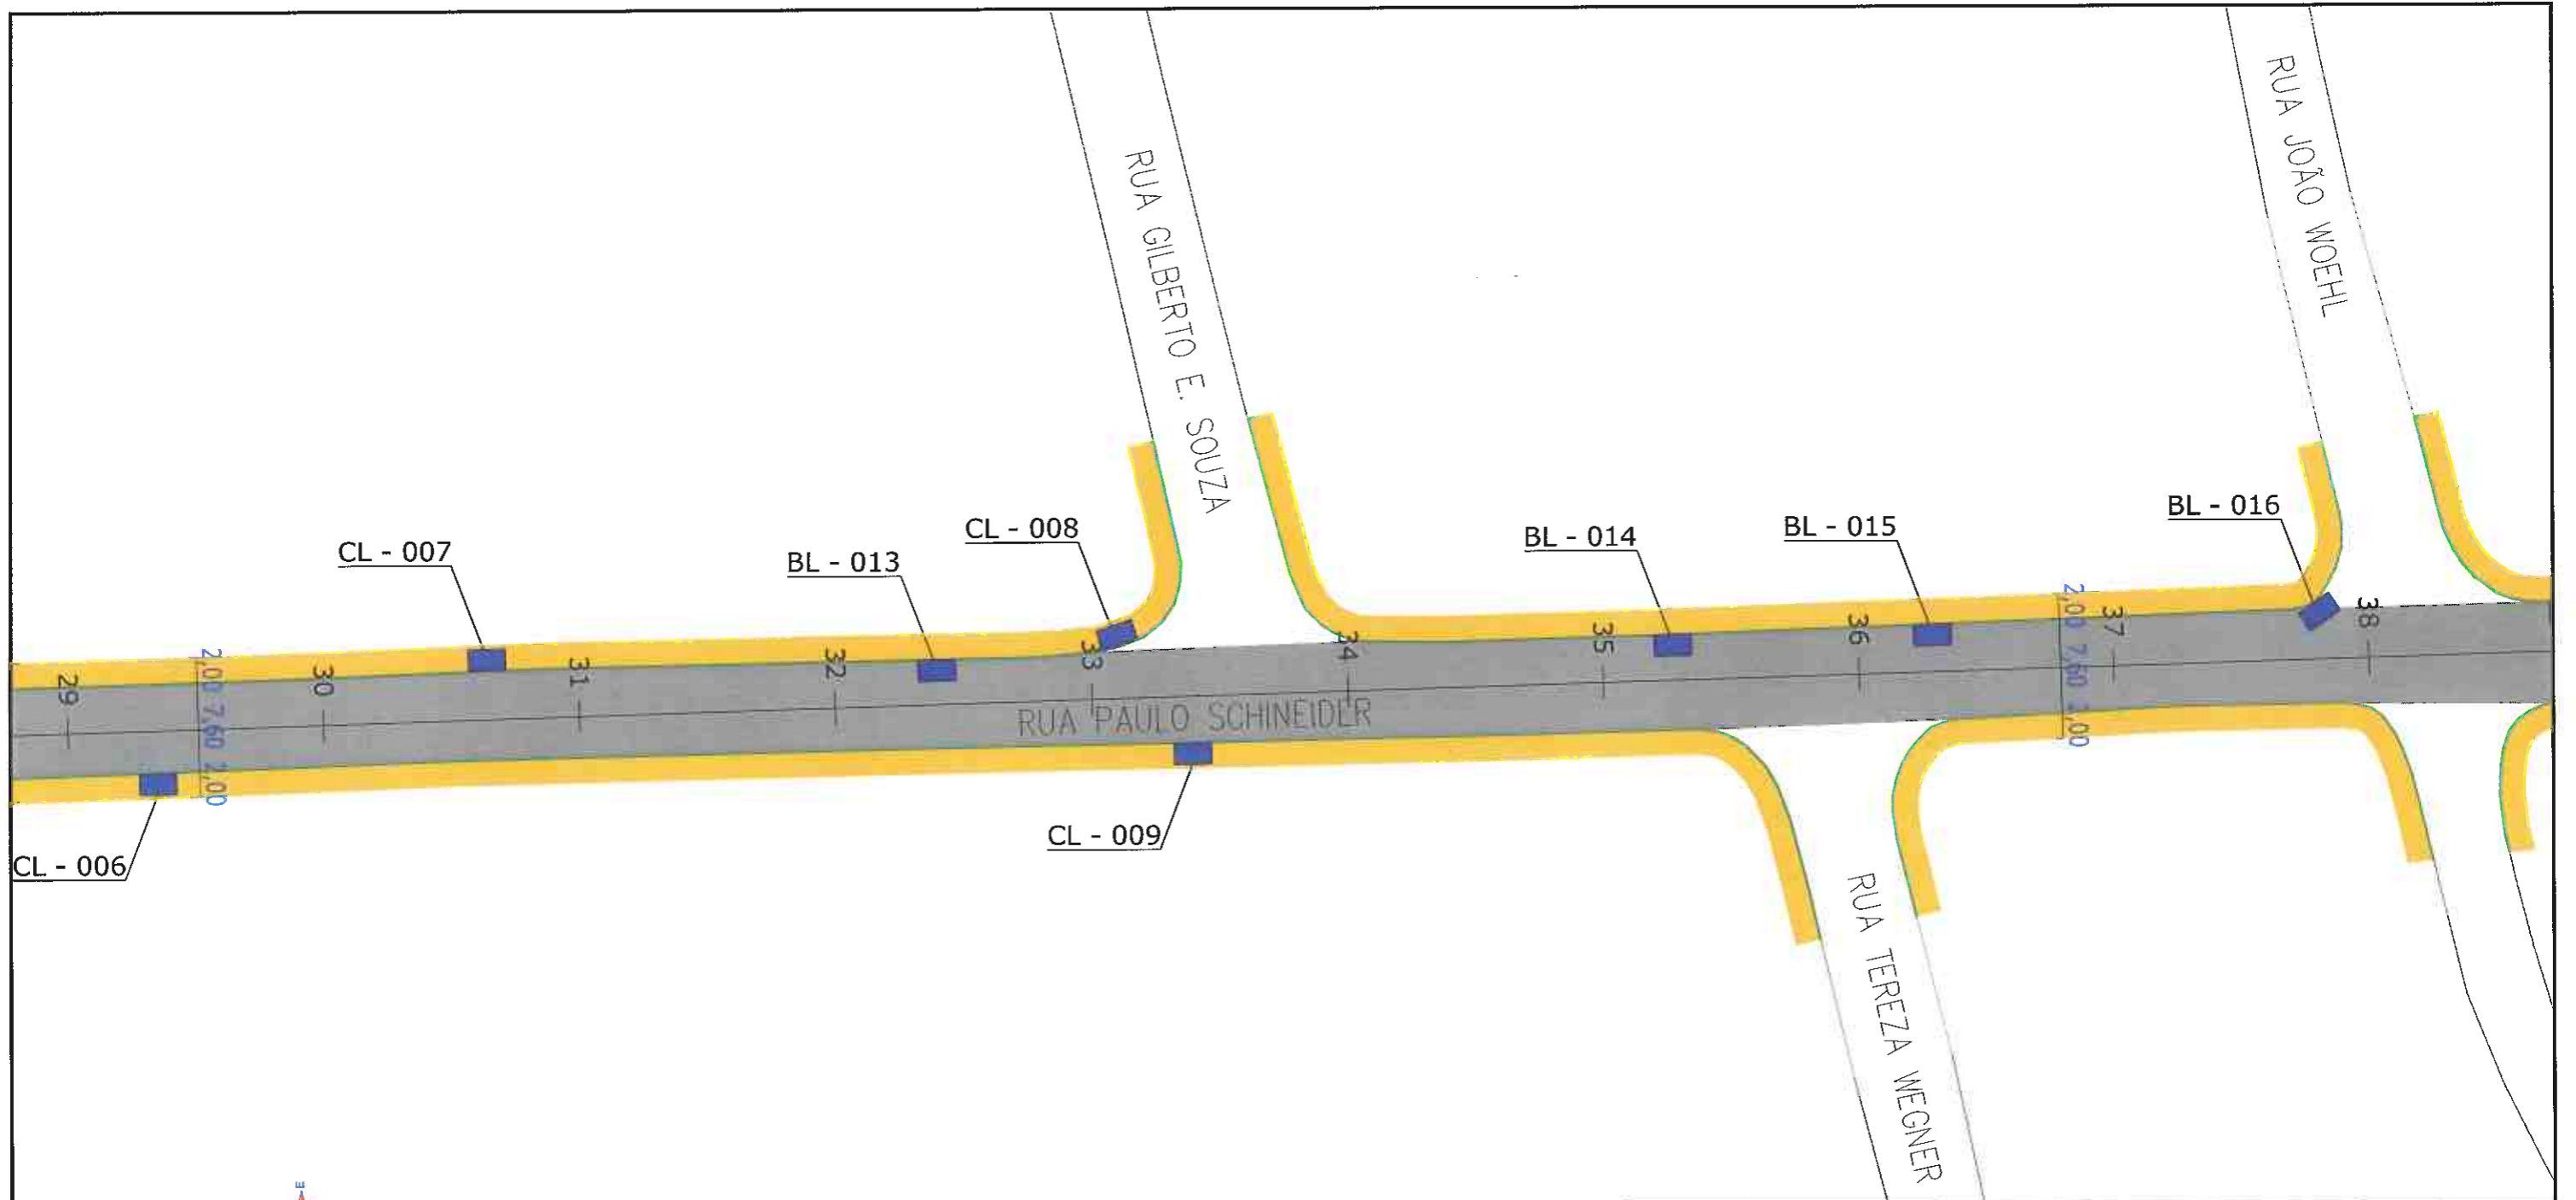 RUA GILBERTO E. SOUZA
RUA JOÃO WOEHL
CL - 007
BL - 013
CL - 008
BL - 014
BL - 015
BL - 016
29
2,00 7,60 2,00
30
31
32
33
34
35
36
2,00 7,60 2,00
37
38
RUA PAULO SCHINEIDER
CL - 006
CL - 009
RUA TEREZA WEGNER
E